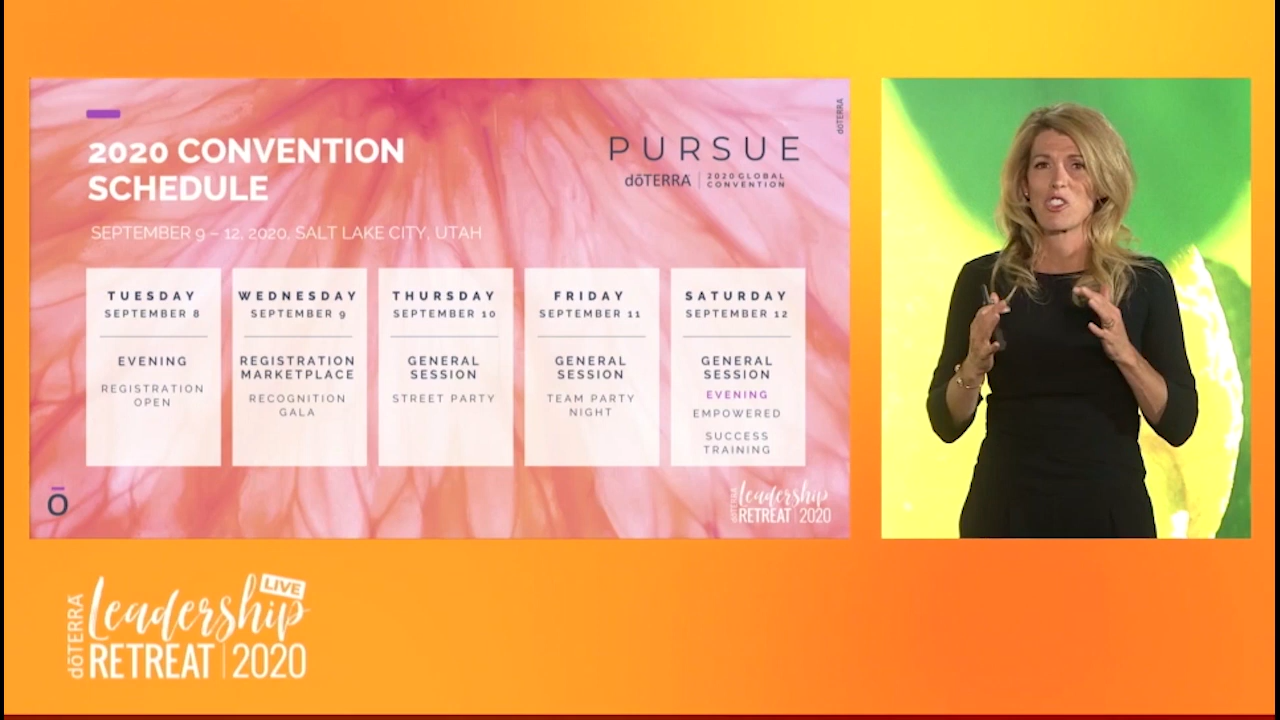 dōTERRA
2020 CONVENTION
SCHEDULE
PURSUE
dōTERRA | 2020 GLOBAL
CONVENTION
SEPTEMBER 9 – 12, 2020, SALT LAKE CITY, UTAH
TUESDAY
SEPTEMBER 8
EVENING
REGISTRATION
OPEN
WEDNESDAY
SEPTEMBER 9
REGISTRATION
MARKETPLACE
RECOGNITION
GALA
THURSDAY
SEPTEMBER 10
GENERAL
SESSION
STREET PARTY
FRIDAY
SEPTEMBER 11
GENERAL
SESSION
TEAM PARTY
NIGHT
SATURDAY
SEPTEMBER 12
GENERAL
SESSION
EVENING
EMPOWERED
SUCCESS
TRAINING
ō
dōTERRA
Leadership
RETREAT | 2020
dōTERRA
Leadership LIVE
RETREAT | 2020